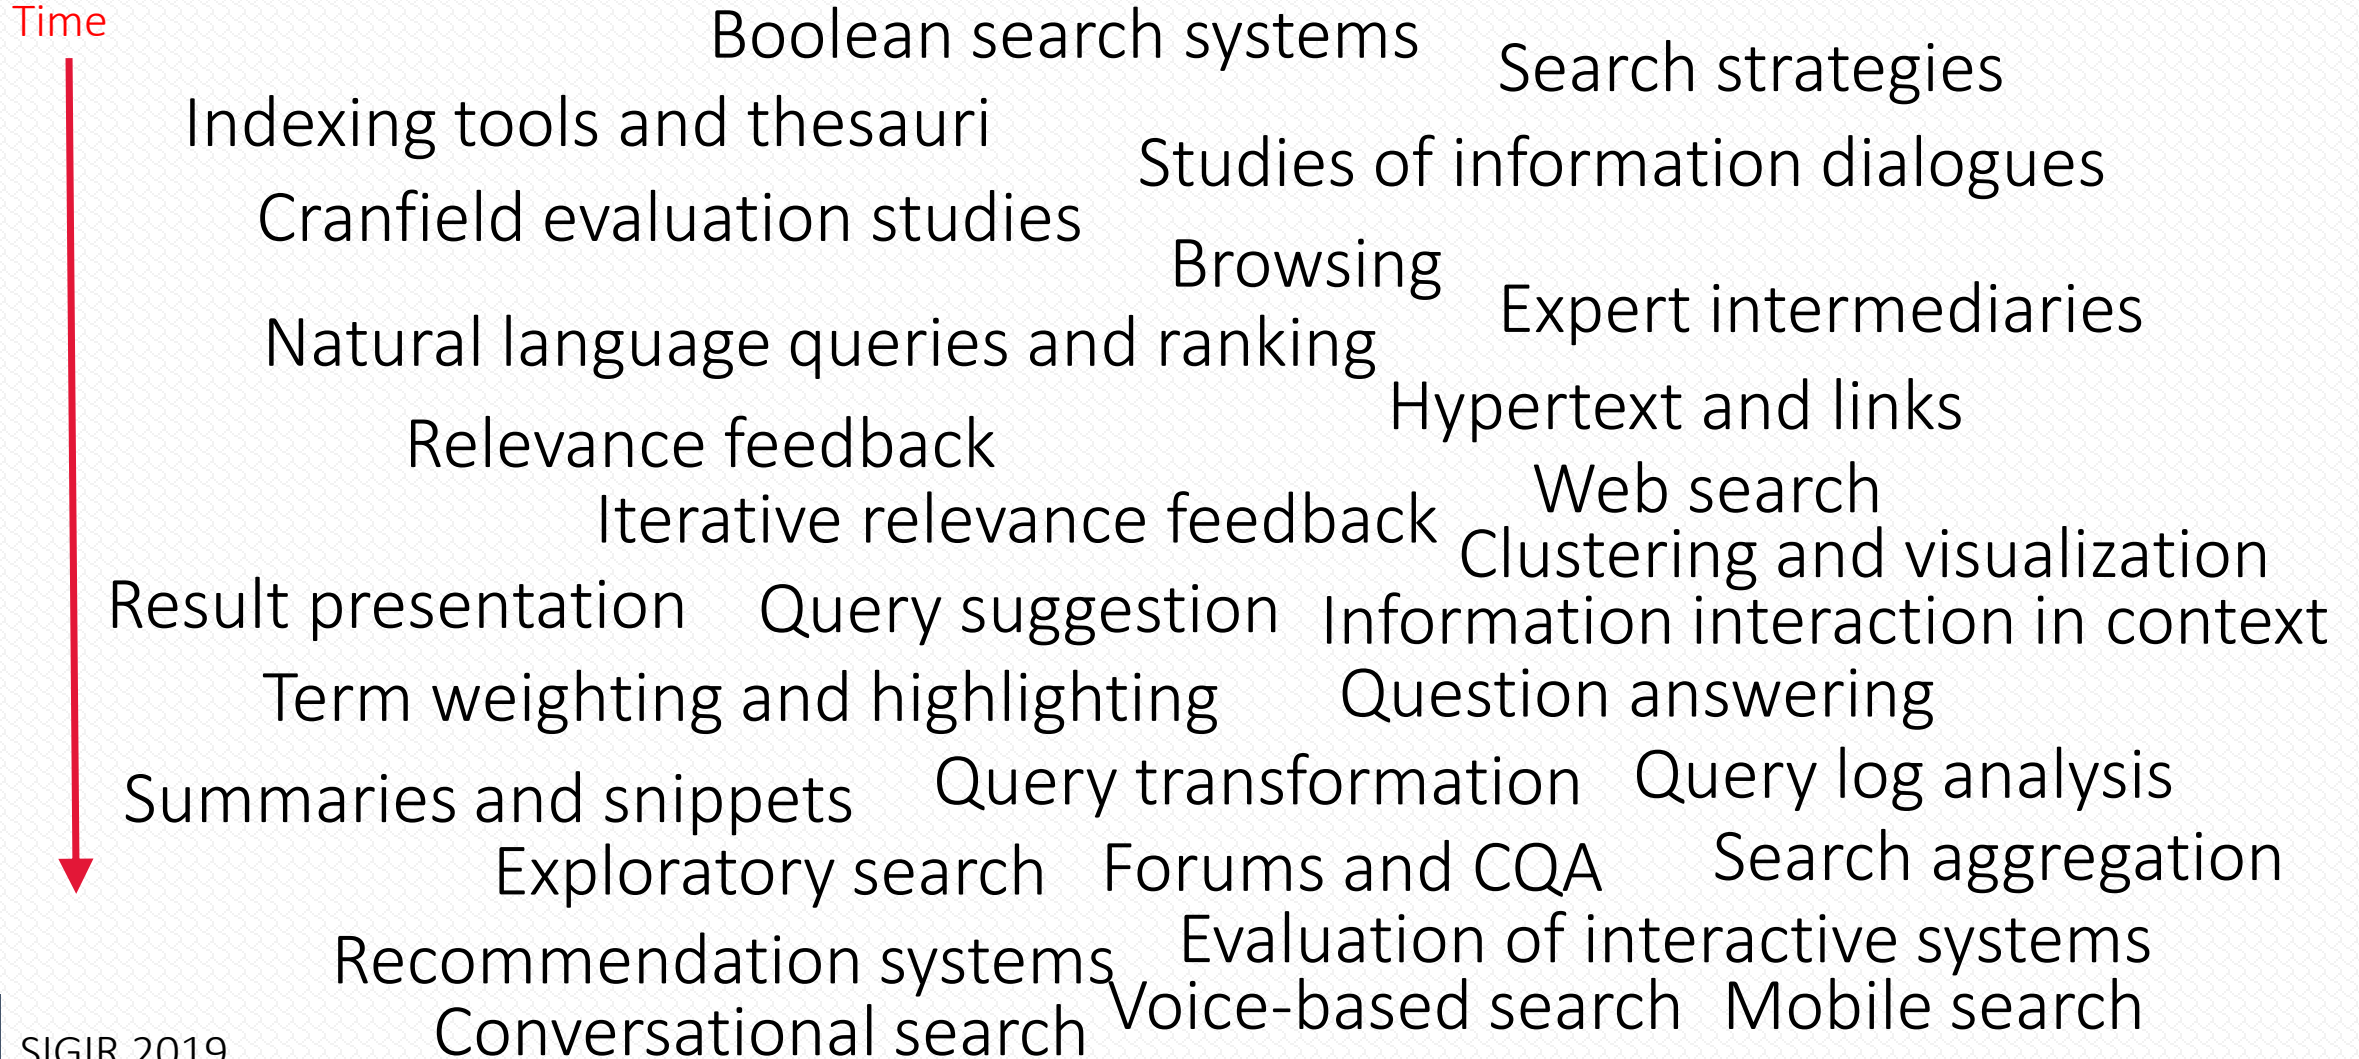 Time
Boolean search systems
Search strategies
Indexing tools and thesauri
Studies of information dialogues
Cranfield evaluation studies
Browsing
Expert intermediaries
Natural language queries and ranking
Hypertext and links
Relevance feedback
Web search
Iterative relevance feedback
Clustering and visualization
Result presentation
Query suggestion
Information interaction in context
Term weighting and highlighting
Question answering
Summaries and snippets
Query transformation
Query log analysis
Exploratory search
Forums and CQA
Search aggregation
Recommendation systems
Evaluation of interactive systems
Voice-based search
Mobile search
Conversational search
SIGIR 2019